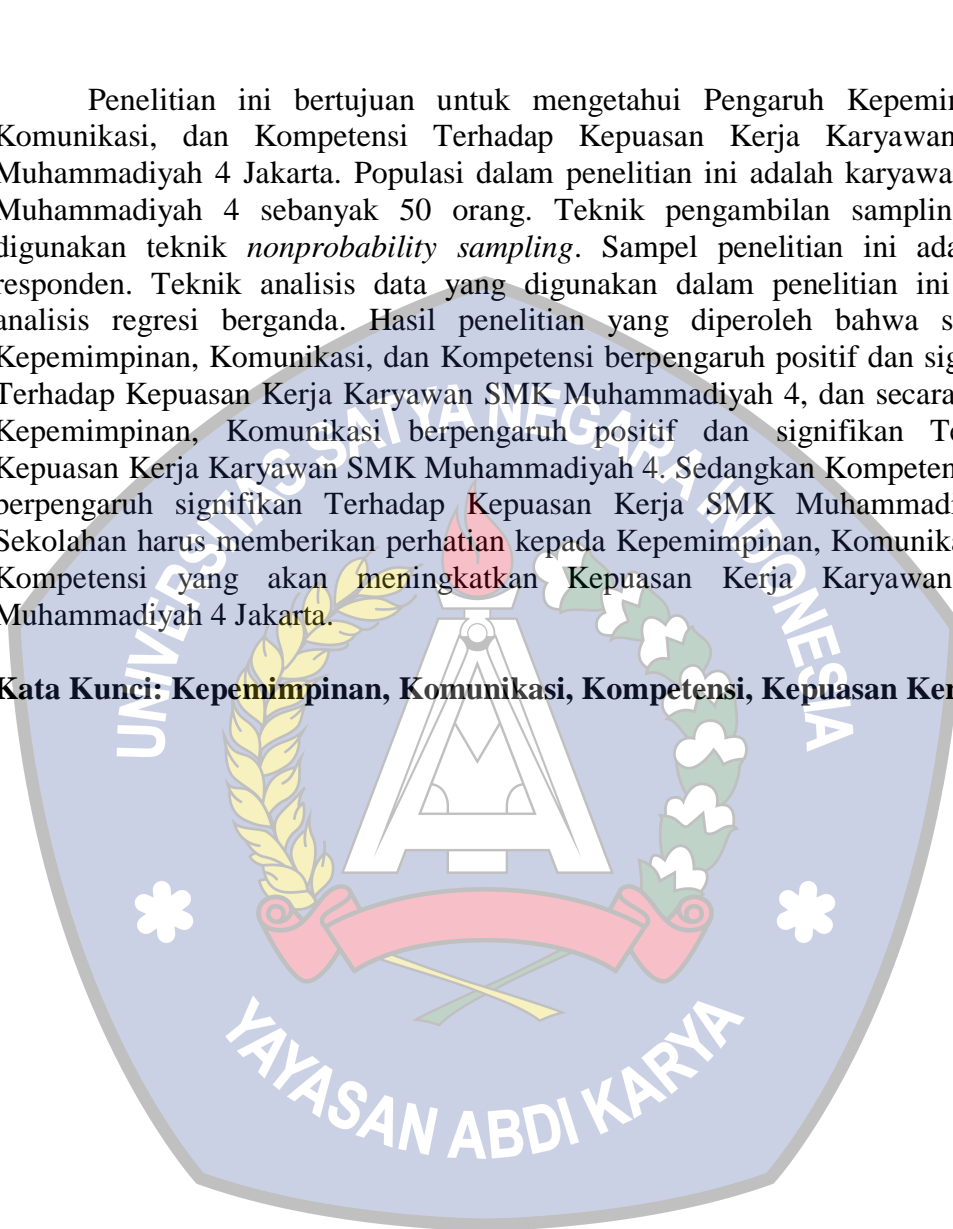 Penelitian ini bertujuan untuk mengetahui Pengaruh Kepemi
Komunikasi, dan Kompetensi Terhadap Kepuasan Kerja Karyawan
Muhammadiyah 4 Jakarta. Populasi dalam penelitian ini adalah karyawa
Muhammadiyah 4 sebanyak 50 orang. Teknik pengambilan samplin
digunakan teknik nonprobability sampling. Sampel penelitian ini ada
responden. Teknik analisis data yang digunakan dalam penelitian ini
analisis regresi berganda. Hasil penelitian yang diperoleh bahwa s
Kepemimpinan, Komunikasi, dan Kompetensi berpengaruh positif dan sig
Terhadap Kepuasan Kerja Karyawan SMK Muhammadiyah 4, dan secara
Kepemimpinan, Komunikasi berpengaruh positif dan signifikan Te
Kepuasan Kerja Karyawan SMK Muhammadiyah 4. Sedangkan Kompeten
berpengaruh signifikan Terhadap Kepuasan Kerja SMK Muhammad
Sekolahan harus memberikan perhatian kepada Kepemimpinan, Komunika
Kompetensi yang akan meningkatkan Kepuasan Kerja Karyawan
Muhammadiyah 4 Jakarta.
Kata Kunci: Kepemimpinan, Komunikasi, Kompetensi, Kepuasan Ker
UNIVERSITAS SATYA NEGARA INDONESIA
YAYASAN ABDI KARYA